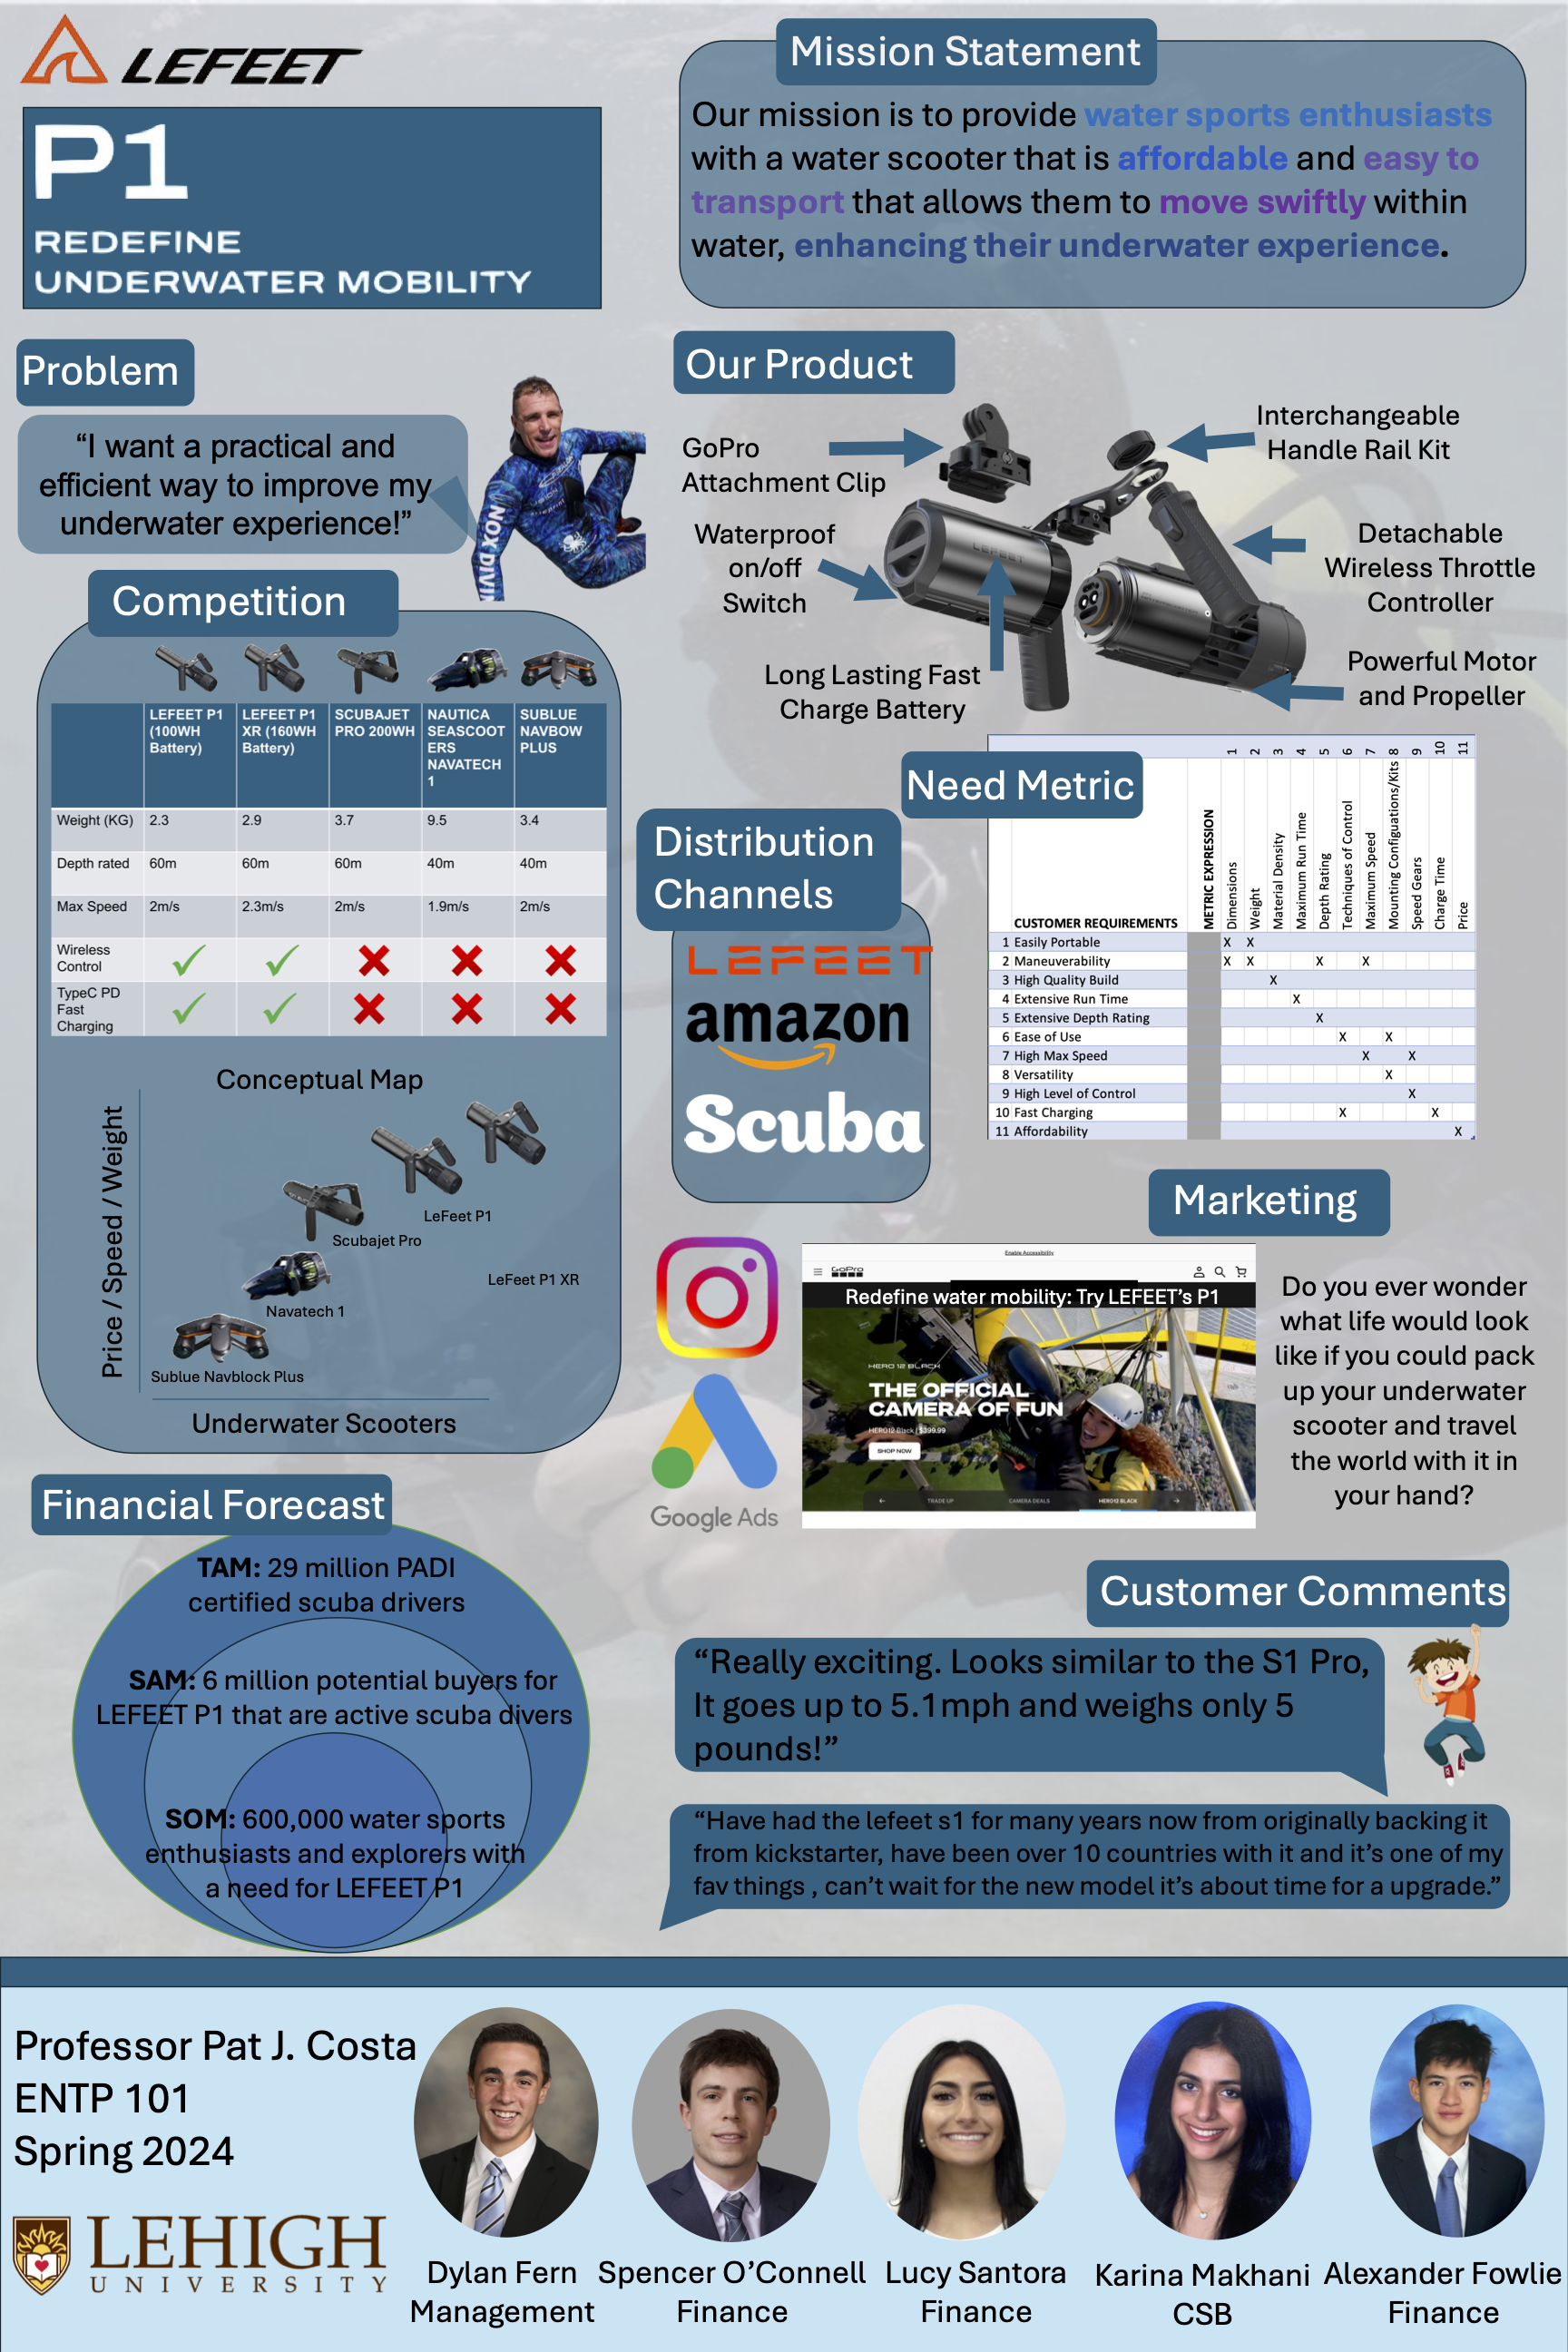 LEFEET
P1
REDEFINE
UNDERWATER MOBILITY
Mission Statement
Our mission is to provide water sports enthusiasts
with a water scooter that is affordable and easy to
transport that allows them to move swiftly within
water, enhancing their underwater experience.
Problem
“I want a practical and
efficient way to improve my
underwater experience!”
Our Product
GoPro
Attachment Clip
Interchangeable
Handle Rail Kit
Waterproof
on/off
Switch
Detachable
Wireless Throttle
Controller
Long Lasting Fast
Charge Battery
Powerful Motor
and Propeller
LEFEET
Competition
LEFEET P1
(100WH
Battery)
LEFEET P1
XR (160WH
Battery)
SCUBAJET
PRO 200WH
NAUTICA
SEASCOOT
ERS
NAVATECH
1
SUBLUE
NAVBOW
PLUS
Weight (KG) 2.3 2.9 3.7 9.5 3.4
Depth rated 60m 60m 60m 40m 40m
Max Speed 2m/s 2.3m/s 2m/s 1.9m/s 2m/s
Wireless
Control
TypeC PD
Fast
Charging
Conceptual Map
Price / Speed / Weight
LeFeet P1
Scubajet Pro
LeFeet P1 XR
Navatech 1
Sublue Navblock Plus
Underwater Scooters
Distribution
Channels
LEFEET
amazon
Scuba
Need Metric
1 2 3 4 5 6 7 8 9 10 11
METRIC EXPRESSION
Dimensions
Weight
Material Density
Maximum Run Time
Depth Rating
Techniques of Control
Maximum Speed
Mounting Configuations/Kits
Speed Gears
Charge Time
Price
CUSTOMER REQUIREMENTS
1 Easily Portable X X
2 Maneuverability X X X X
3 High Quality Build X
4 Extensive Run Time X
5 Extensive Depth Rating X
6 Ease of Use X X
7 High Max Speed X X
8 Versatility X
9 High Level of Control X
10 Fast Charging X X
11 Affordability X
Marketing
Google Ads
Enable Accessibility
GoPro
Redefine water mobility: Try LEFEET’s P1
HERO 12 BLACK
THE OFFICIAL
CAMERA OF FUN
HERO12 Black | $399.99
SHOP NOW
TRADE UP CAMERA DEALS HERO12 BLACK
Do you ever wonder
what life would look
like if you could pack
up your underwater
scooter and travel
the world with it in
your hand?
Financial Forecast
TAM: 29 million PADI
certified scuba drivers
SAM: 6 million potential buyers for
LEFEET P1 that are active scuba divers
SOM: 600,000 water sports
enthusiasts and explorers with
a need for LEFEET P1
Customer Comments
“Really exciting. Looks similar to the S1 Pro,
It goes up to 5.1mph and weighs only 5
pounds!”
“Have had the lefeet s1 for many years now from originally backing it
from kickstarter, have been over 10 countries with it and it’s one of my
fav things , can’t wait for the new model it’s about time for a upgrade.”
Professor Pat J. Costa
ENTP 101
Spring 2024
LEHIGH
UNIVERSITY
Dylan Fern
Management
Spencer O’Connell
Finance
Lucy Santora
Finance
Karina Makhani
CSB
Alexander Fowlie
Finance